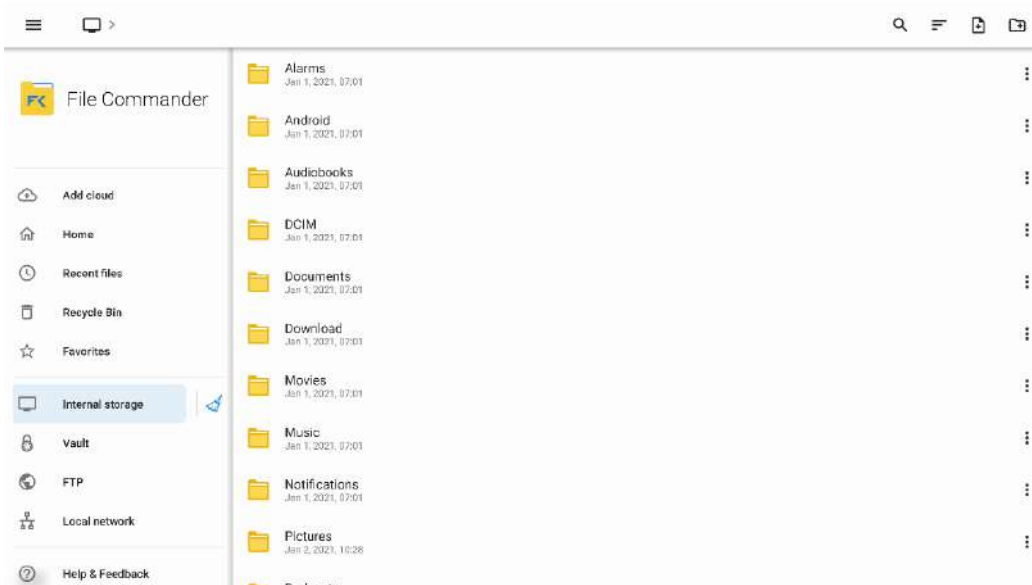 >
File Commander
Add cloud
Home
Recent files
Recycle Bin
Favorites
Internal storage
Vault
FTP
Local network
Help & Feedback
Alarms
Jan 1, 2021, 07:01
Android
Jan 1, 2021, 07:01
Audiobooks
Jan 1, 2021, 07:01
DCIM
Jan 1, 2021, 07:01
Documents
Jan 1, 2021, 07:01
Download
Jan 1, 2021, 07:01
Movies
Jan 1, 2021, 07:01
Music
Jan 1, 2021, 07:01
Notifications
Jan 1, 2021, 07:01
Pictures
Jan 2, 2021, 10:28